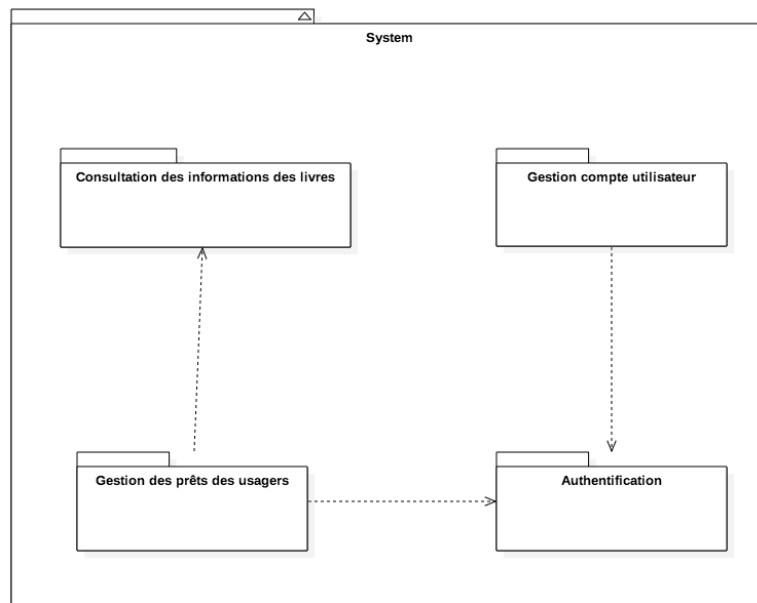 System
Consultation des informations des livres
Gestion compte utilisateur
Gestion des prêts des usagers
Authentification